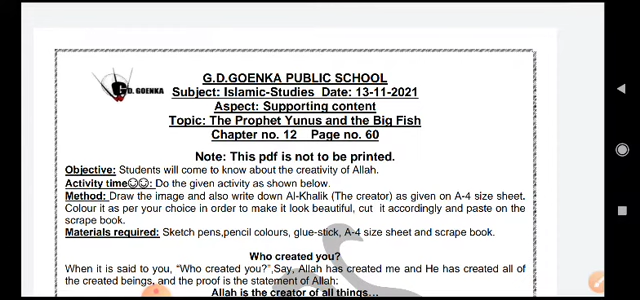 G.D.GOENKA PUBLIC SCHOOL
G.D. GOENKA
Subject: Islamic-Studies Date: 13-11-2021
Aspect: Supporting content
Topic: The Prophet Yunus and the Big Fish
Chapter no. 12 Page no. 60
Note: This pdf is not to be printed.
Objective: Students will come to know about the creativity of Allah.
Activity time☺☺: Do the given activity as shown below.
Method: Draw the image and also write down Al-Khalik (The creator) as given on A-4 size sheet.
Colour it as per your choice in order to make it look beautiful, cut it accordingly and paste on the
scrape book.
Materials required: Sketch pens,pencil colours, glue-stick, A-4 size sheet and scrape book.
Who created you?
When it is said to you, "Who created you?",Say, Allah has created me and He has created all of
the created beings, and the proof is the statement of Allah:
Allah is the creator of all things…